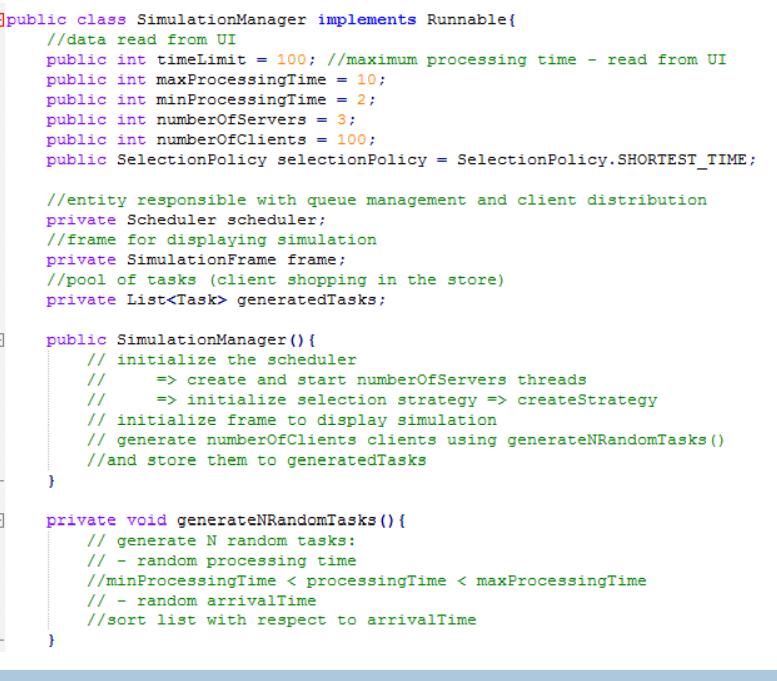 public class SimulationManager implements Runnable{
    //data read from UI
    public int timeLimit = 100; //maximum processing time - read from UI
    public int maxProcessingTime = 10;
    public int minProcessingTime = 2;
    public int numberOfServers = 3;
    public int numberOfClients = 100;
    public SelectionPolicy selectionPolicy = SelectionPolicy.SHORTEST_TIME;

    //entity responsible with queue management and client distribution
    private Scheduler scheduler;
    //frame for displaying simulation
    private SimulationFrame frame;
    //pool of tasks (client shopping in the store)
    private List<Task> generatedTasks;

    public SimulationManager(){
        // initialize the scheduler
        //     => create and start numberOfServers threads
        //     => initialize selection strategy => createStrategy
        // initialize frame to display simulation
        // generate numberOfClients clients using generateNRandomTasks()
        //and store them to generatedTasks
    }

    private void generateNRandomTasks(){
        // generate N random tasks:
        // - random processing time
        //minProcessingTime < processingTime < maxProcessingTime
        // - random arrivalTime
        //sort list with respect to arrivalTime
    }